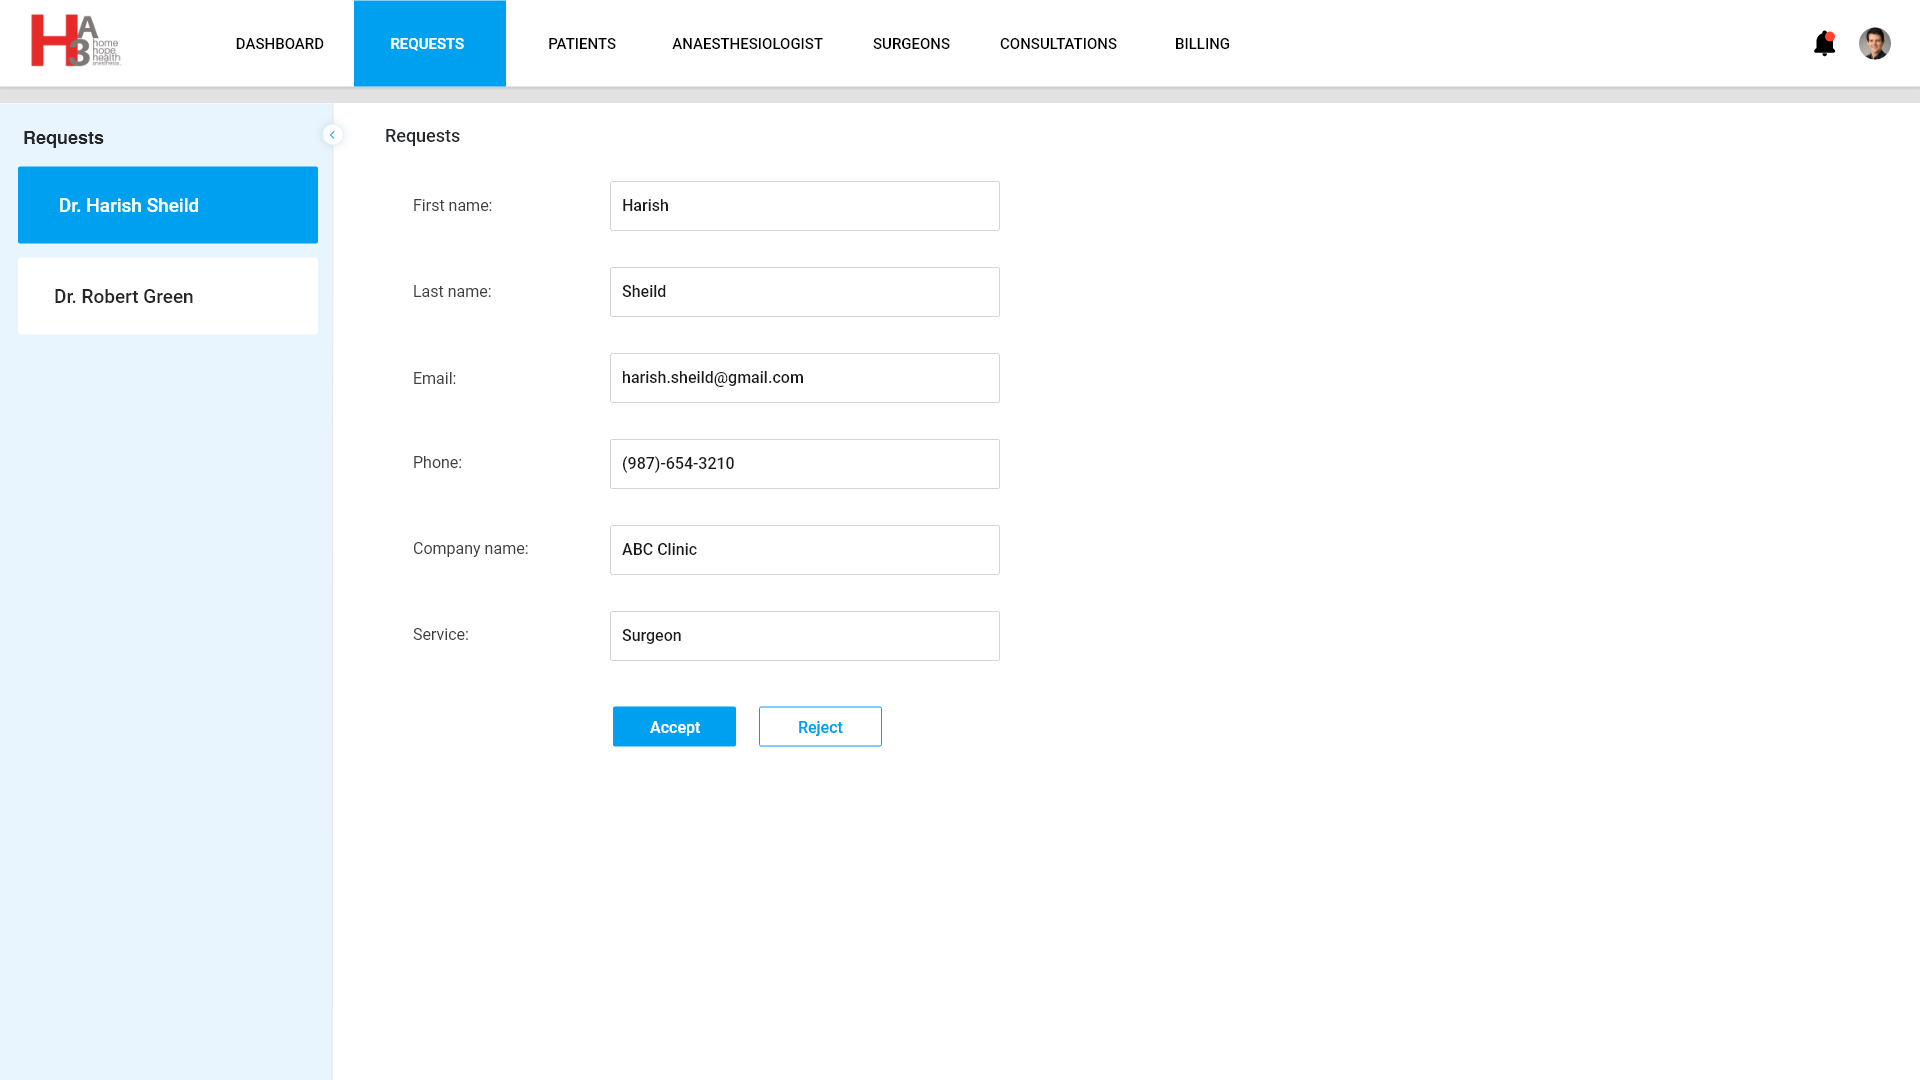 HA3 home hope health anesthesia.
DASHBOARD REQUESTS PATIENTS ANAESTHESIOLOGIST SURGEONS CONSULTATIONS BILLING
Requests
Dr. Harish Sheild
Dr. Robert Green
Requests
First name: Harish
Last name: Sheild
Email: harish.sheild@gmail.com
Phone: (987)-654-3210
Company name: ABC Clinic
Service: Surgeon
Accept Reject